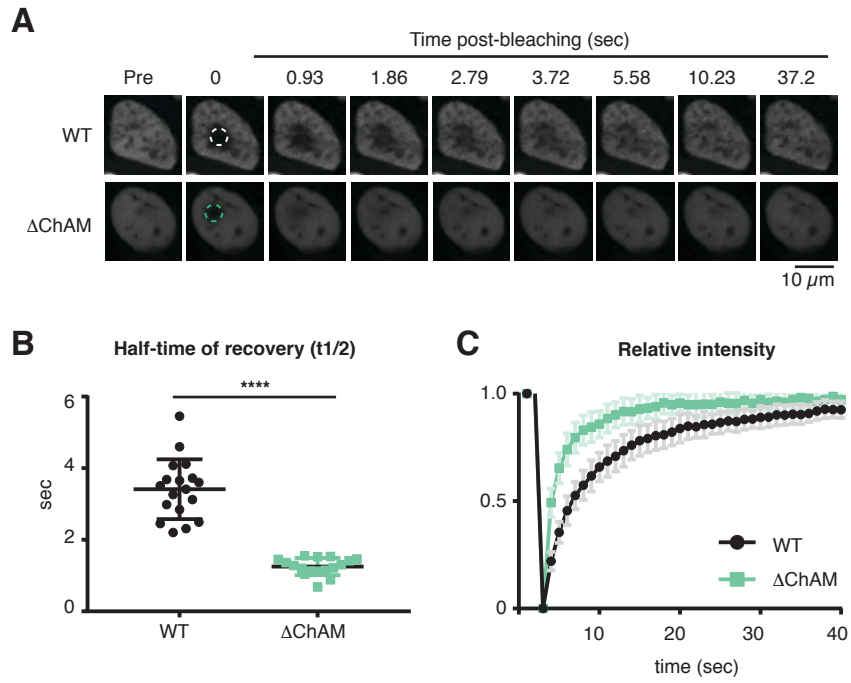 A
Time post-bleaching (sec)
Pre 0 0.93 1.86 2.79 3.72 5.58 10.23 37.2
WT
ΔChAM
10 µm
B
Half-time of recovery (t1/2)
****
6
4
2
0
sec
WT ΔChAM
C
Relative intensity
1.0
0.5
0
WT
ΔChAM
10 20 30 40
time (sec)